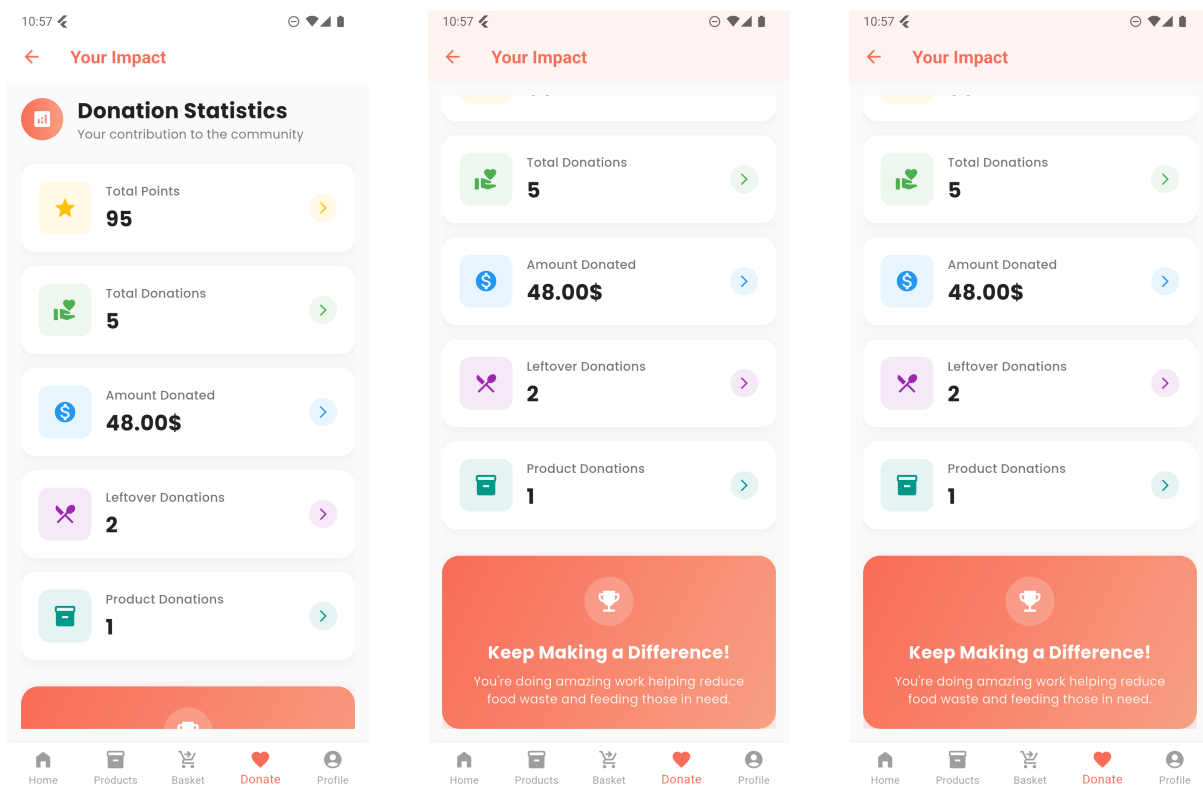 10:57
Your Impact
Donation Statistics
Your contribution to the community
Total Points
95
Total Donations
5
Amount Donated
48.00$
Leftover Donations
2
Product Donations
1
Home
Products
Basket
Donate
Profile
10:57
Your Impact
Total Donations
5
Amount Donated
48.00$
Leftover Donations
2
Product Donations
1
Keep Making a Difference!
You're doing amazing work helping reduce
food waste and feeding those in need.
Home
Products
Basket
Donate
Profile
10:57
Your Impact
Total Donations
5
Amount Donated
48.00$
Leftover Donations
2
Product Donations
1
Keep Making a Difference!
You're doing amazing work helping reduce
food waste and feeding those in need.
Home
Products
Basket
Donate
Profile